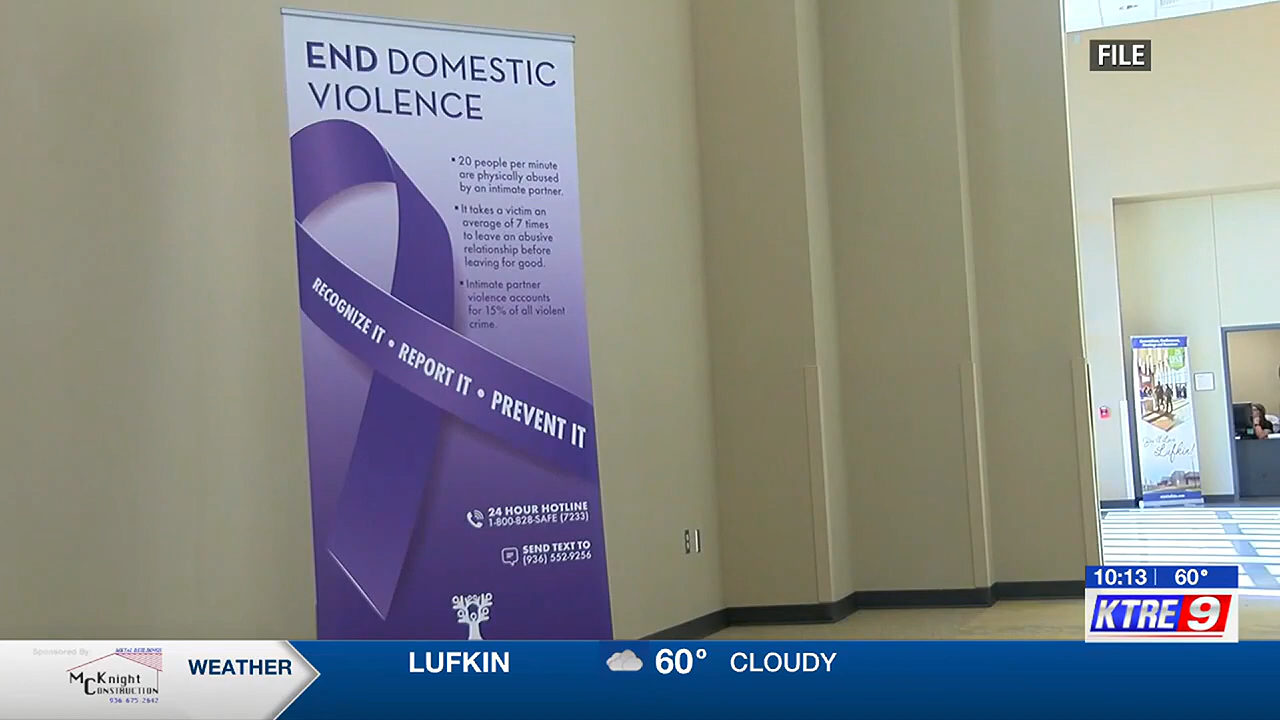 FILE
END DOMESTIC
VIOLENCE
▪ 20 people per minute
are physically abused
by an intimate partner.
▪ It takes a victim an
average of 7 times
to leave an abusive
relationship before
leaving for good.
▪ Intimate partner
violence accounts
for 15% of all violent
crime.
RECOGNIZE IT • REPORT IT • PREVENT IT
24 HOUR HOTLINE
1-800-828-SAFE (7233)
SEND TEXT TO
(936) 552-9256
Lufkin!
10:13 | 60°
KTRE 9
Sponsored By:
METAL BUILDINGS
McKnight
CONSTRUCTION
936 675 2642
WEATHER
LUFKIN 60° CLOUDY